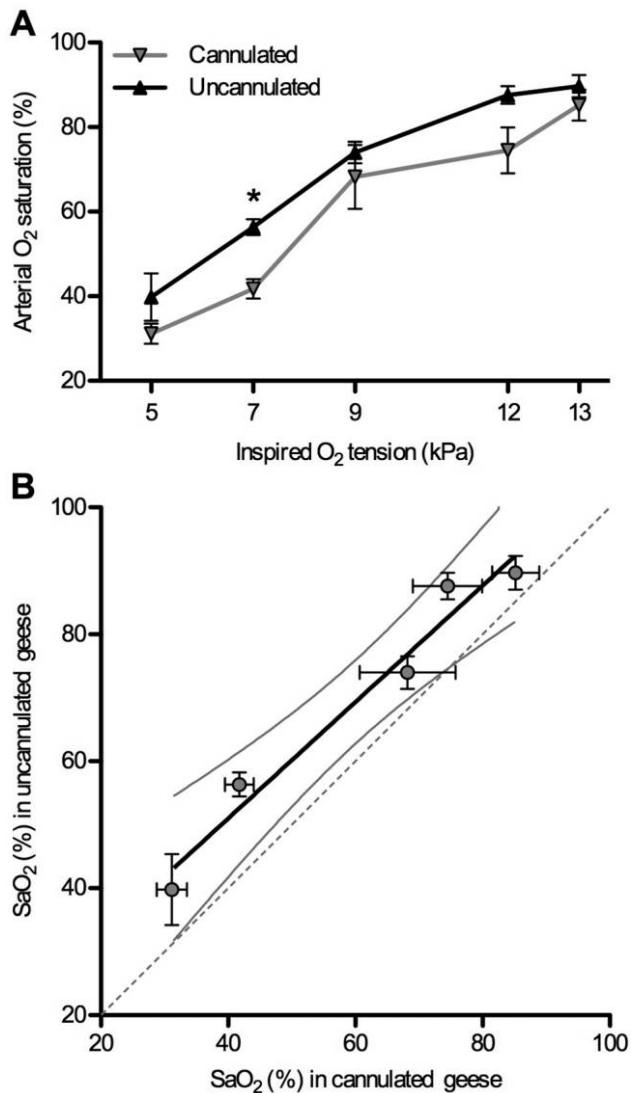 A
100
80
60
40
20
Arterial O₂ saturation (%)
Cannulated
Uncannulated
*
5 7 9 12 13
Inspired O₂ tension (kPa)
B
100
80
60
40
20
SaO₂ (%) in uncannulated geese
20 40 60 80 100
SaO₂ (%) in cannulated geese